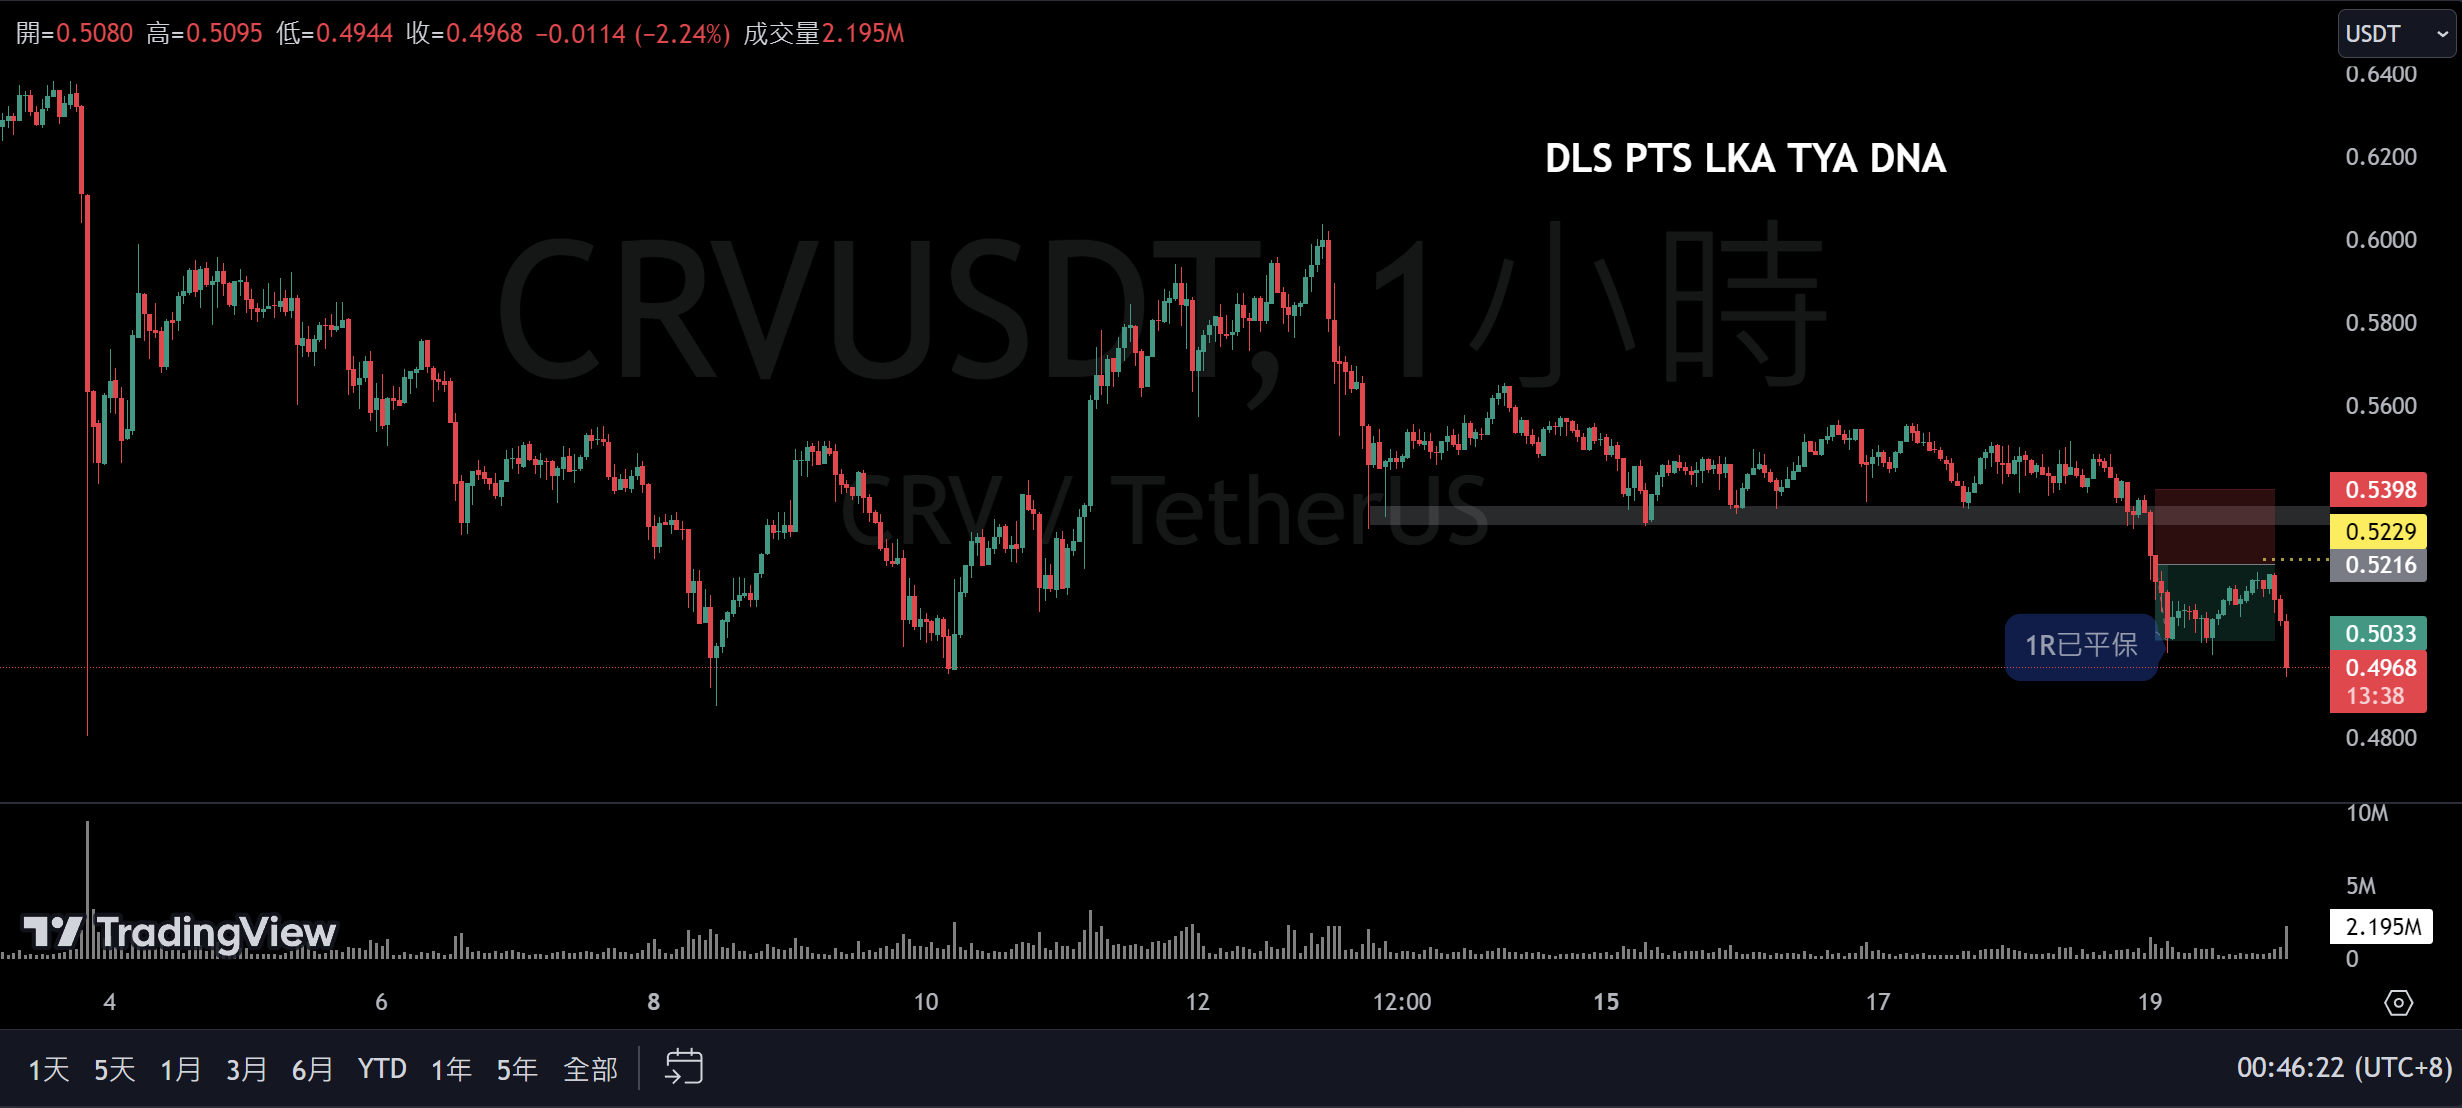 開=0.5080 高=0.5095 低=0.4944 收=0.4968 −0.0114 (−2.24%) 成交量2.195M
USDT
0.6400
DLS PTS LKA TYA DNA
0.6200
0.6000
CRVUSDT, 1小時
0.5800
0.5600
CRV / TetherUS
0.5398
0.5229
0.5216
1R已平保
0.5033
0.4968
13:38
0.4800
10M
5M
TradingView
2.195M
0
4 6 8 10 12 12:00 15 17 19
1天 5天 1月 3月 6月 YTD 1年 5年 全部
00:46:22 (UTC+8)